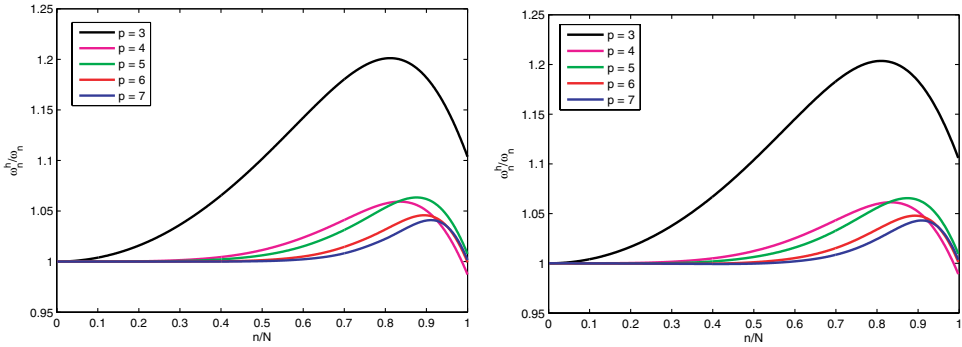 1.25
1.2
1.15
1.1
1.05
1
0.95
ω_n^h/ω_n
p = 3
p = 4
p = 5
p = 6
p = 7
0 0.1 0.2 0.3 0.4 0.5 0.6 0.7 0.8 0.9 1
n/N
1.25
1.2
1.15
1.1
1.05
1
0.95
ω_n^h/ω_n
p = 3
p = 4
p = 5
p = 6
p = 7
0 0.1 0.2 0.3 0.4 0.5 0.6 0.7 0.8 0.9 1
n/N